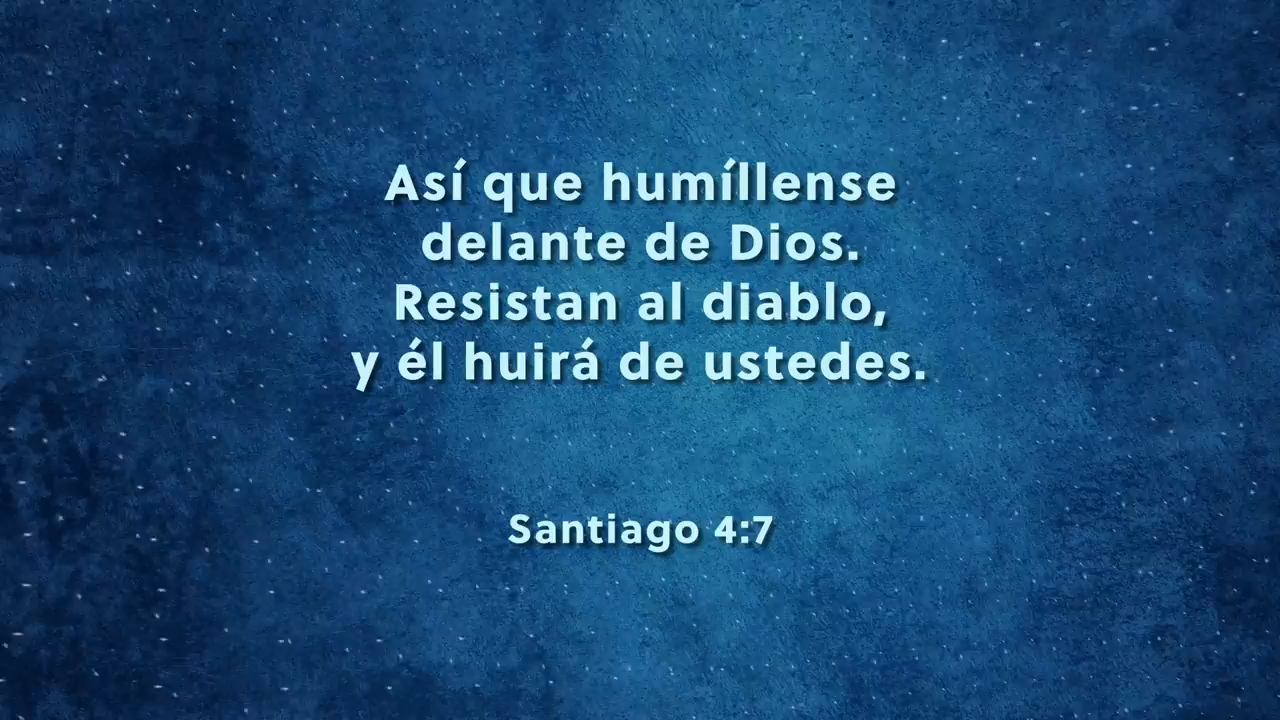 Así que humíllense
delante de Dios.
Resistan al diablo,
y él huirá de ustedes.
Santiago 4:7